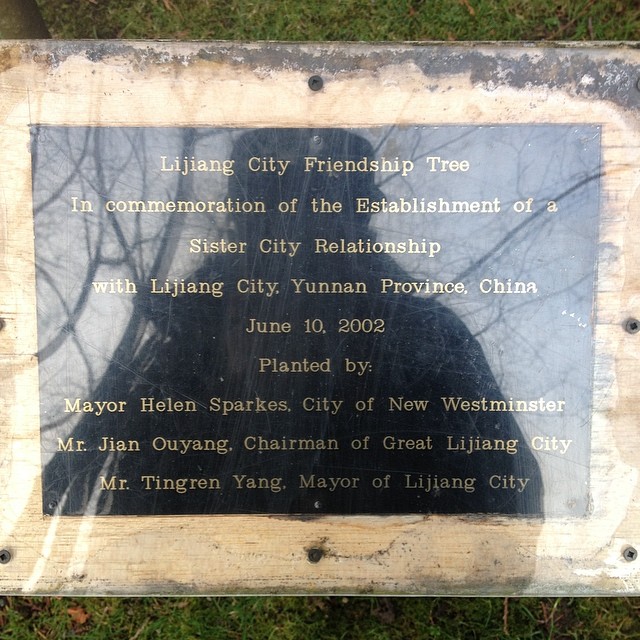 Lijiang City Friendship Tree
In commemoration of the Establishment of a
Sister City Relationship
with Lijiang City, Yunnan Province, China
June 10, 2002
Planted by:
Mayor Helen Sparkes, City of New Westminster
Mr. Jian Ouyang, Chairman of Great Lijiang City
Mr. Tingren Yang, Mayor of Lijiang City